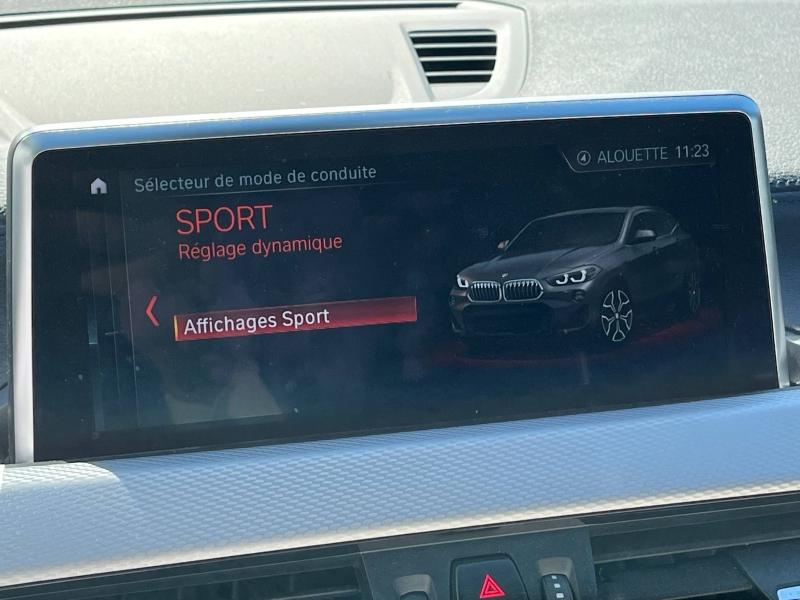 Sélecteur de mode de conduite
ALOUETTE 11:23
SPORT
Réglage dynamique
Affichages Sport